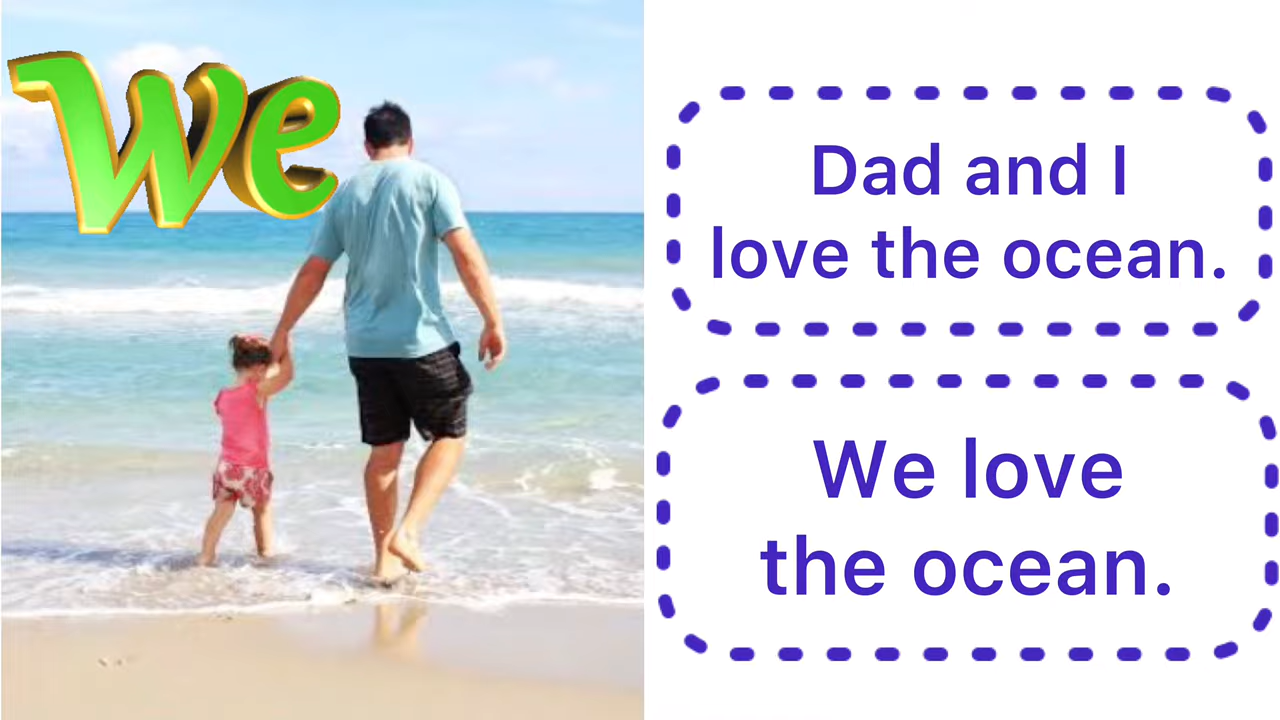 We
Dad and I
love the ocean.
We love
the ocean.